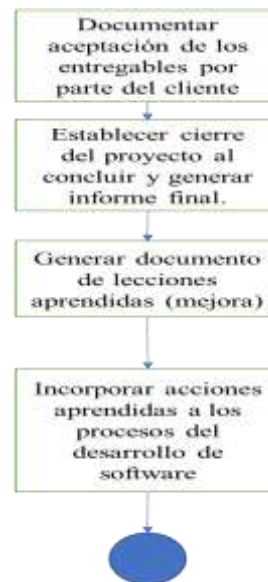 Documentar
aceptación de los
entregables por
parte del cliente
Establecer cierre
del proyecto al
concluir y generar
informe final.
Generar documento
de lecciones
aprendidas (mejora)
Incorporar acciones
aprendidas a los
procesos del
desarrollo de
software